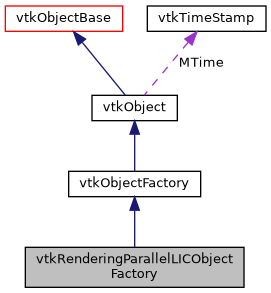 vtkObjectBase
vtkTimeStamp
MTime
vtkObject
vtkObjectFactory
vtkRenderingParallelLICObject
Factory